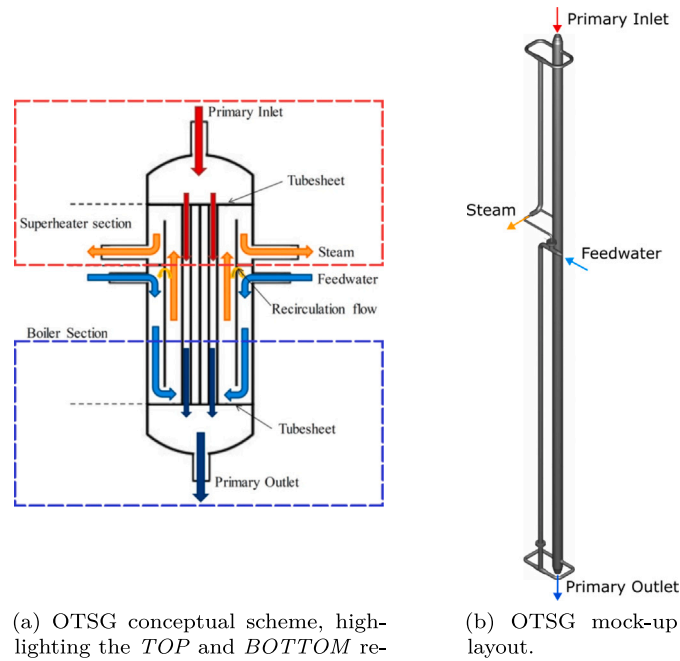 Primary Inlet
Tubesheet
Superheater section
Steam
Feedwater
Recirculation flow
Boiler Section
Tubesheet
Primary Outlet
(a) OTSG conceptual scheme, high-
lighting the TOP and BOTTOM re-
Primary Inlet
Steam
Feedwater
Primary Outlet
(b) OTSG mock-up
layout.